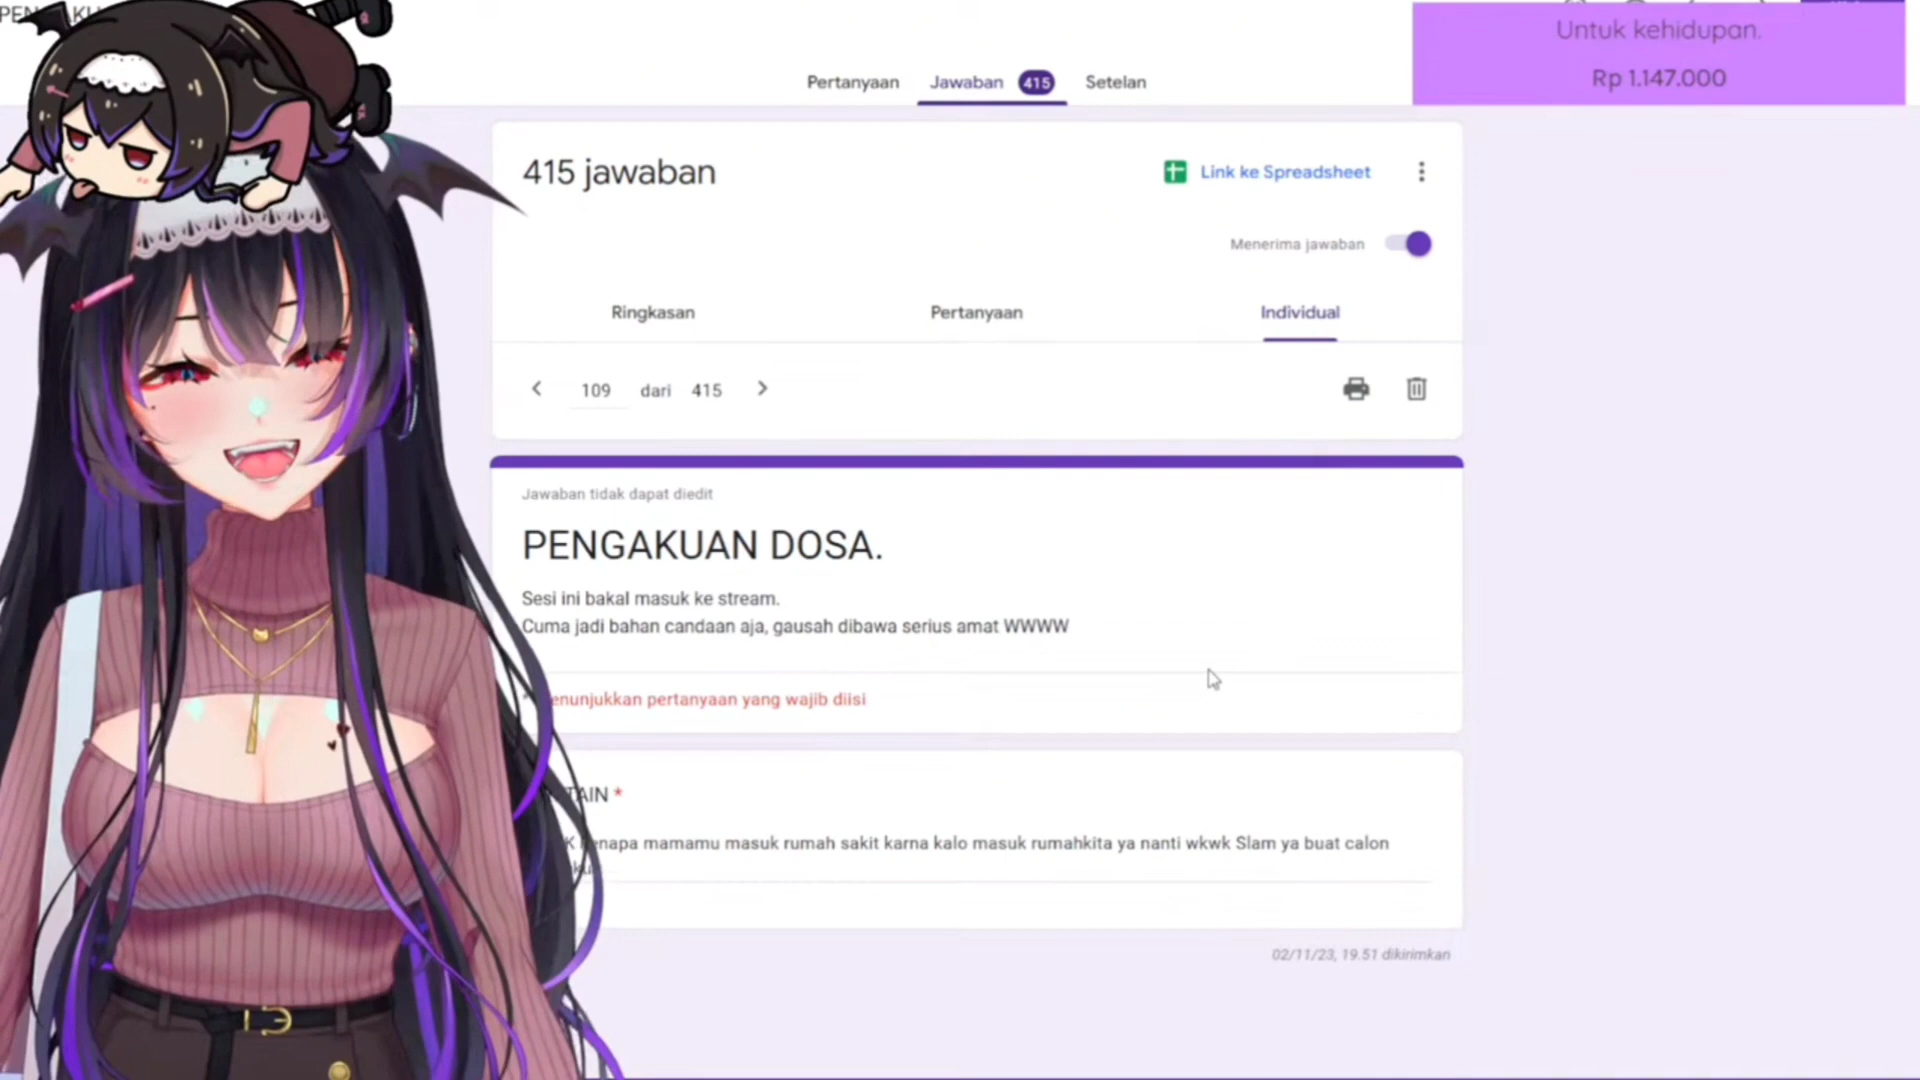 Untuk kehidupan.
Rp 1.147.000
Pertanyaan Jawaban 415 Setelan
415 jawaban
Link ke Spreadsheet
Menerima jawaban
Ringkasan Pertanyaan Individual
109 dari 415
Jawaban tidak dapat diedit
PENGAKUAN DOSA.
Sesi ini bakal masuk ke stream.
Cuma jadi bahan candaan aja, gausah dibawa serius amat WWWW
enunjukkan pertanyaan yang wajib diisi
TAIN *
K enapa mamamu masuk rumah sakit karna kalo masuk rumahkita ya nanti wkwk Slam ya buat calon
02/11/23, 19.51 dikirimkan